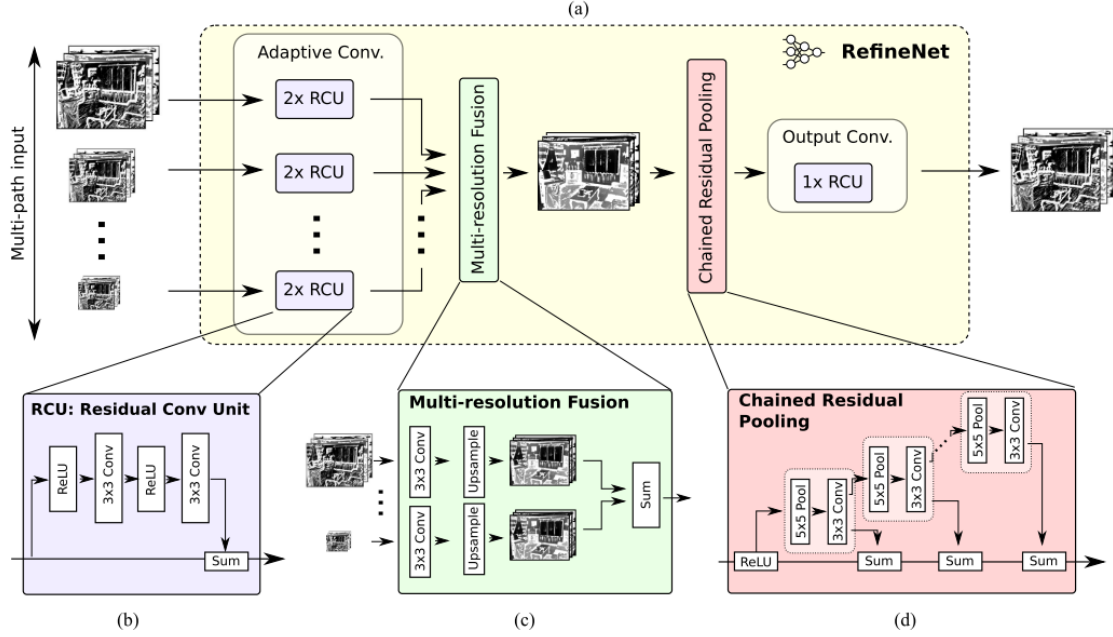 (a)
Multi-path input
Adaptive Conv.
2x RCU
2x RCU
2x RCU
Multi-resolution Fusion
Chained Residual Pooling
RefineNet
Output Conv.
1x RCU
RCU: Residual Conv Unit
ReLU
3x3 Conv
ReLU
3x3 Conv
Sum
(b)
Multi-resolution Fusion
3x3 Conv
Upsample
3x3 Conv
Upsample
Sum
(c)
Chained Residual
Pooling
ReLU
5x5 Pool
3x3 Conv
5x5 Pool
3x3 Conv
5x5 Pool
3x3 Conv
Sum
Sum
Sum
(d)